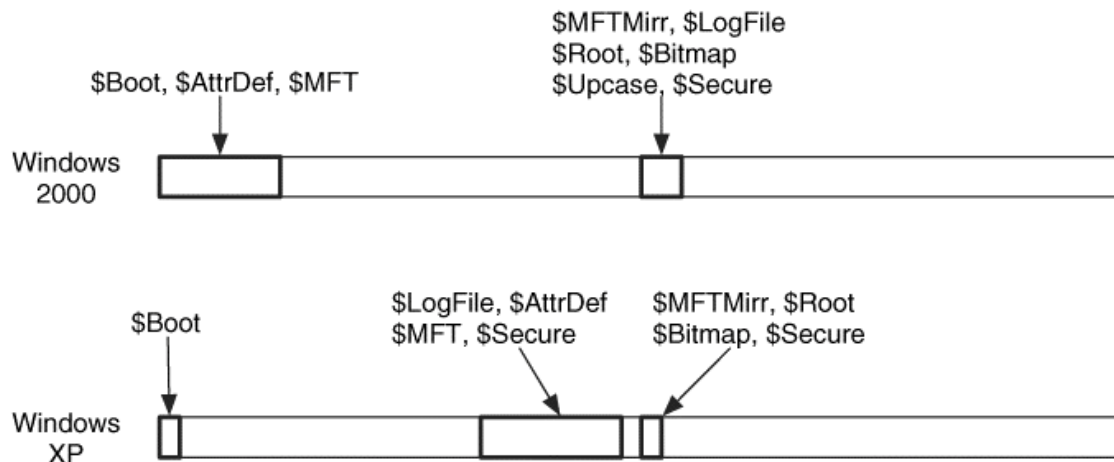 $MFTMirr, $LogFile
$Root, $Bitmap
$Upcase, $Secure
$Boot, $AttrDef, $MFT
Windows
2000
$LogFile, $AttrDef
$MFT, $Secure
$MFTMirr, $Root
$Bitmap, $Secure
$Boot
Windows
XP